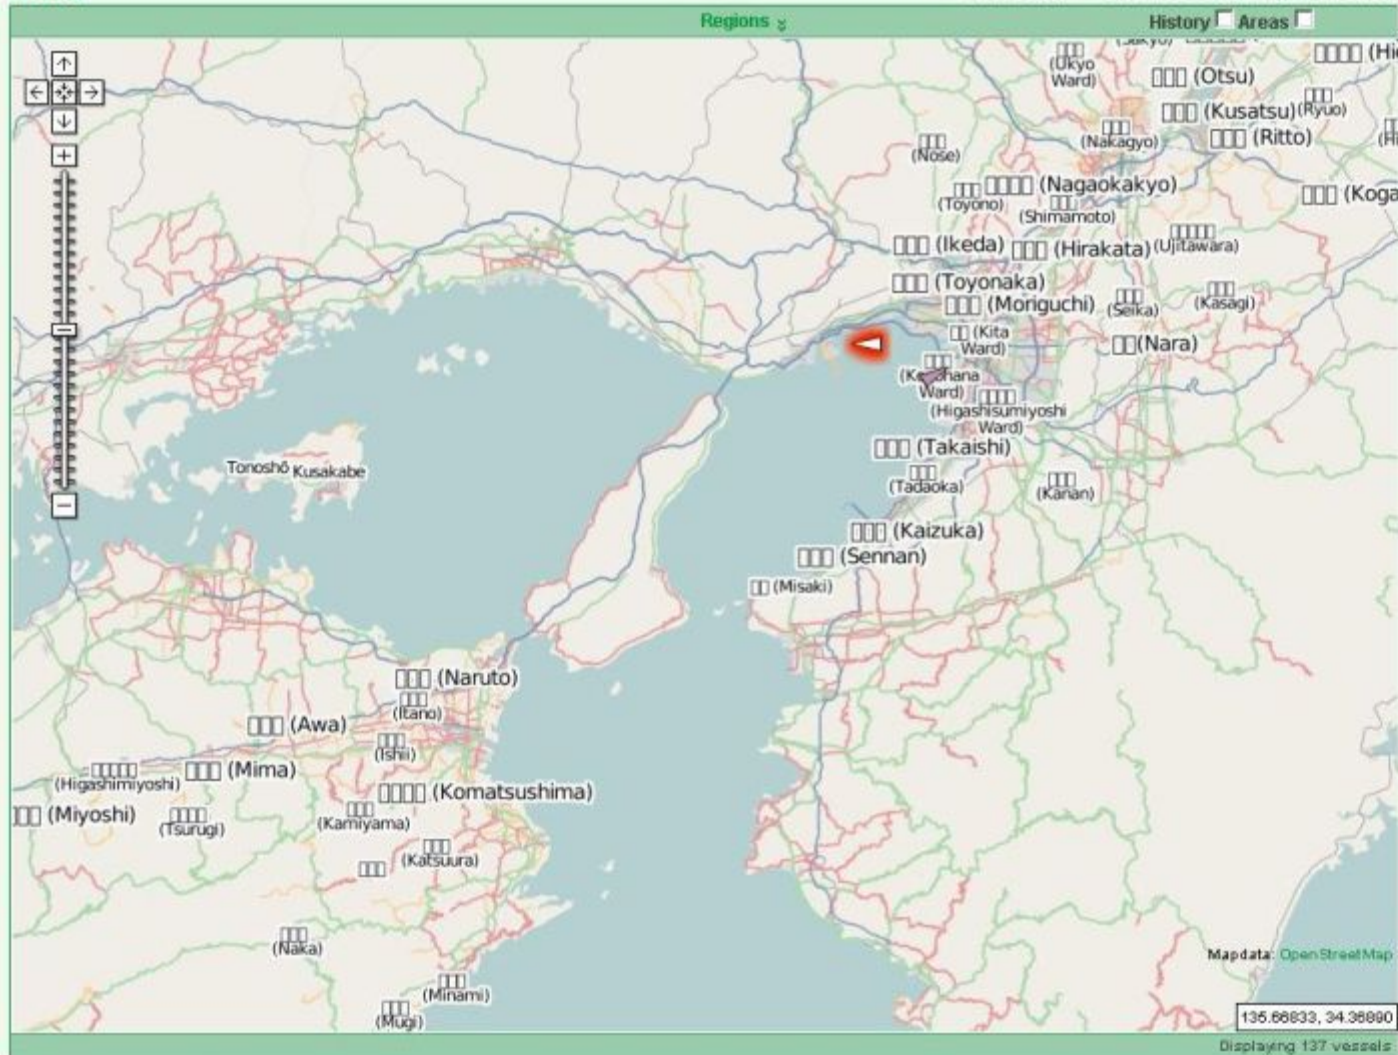 Regions
History Areas
(Ukyo
Ward)
(Sakyo)
(Otsu)
(Kusatsu)
(Ryuo)
(Ritto)
(Nakagyo)
(Nose)
(Nagaokakyo)
(Toyono)
(Shimamoto)
(Koga
(Ikeda)
(Hirakata)
(Ujitawara)
(Toyonaka)
(Moriguchi)
(Seika)
(Kasagi)
(Kita
Ward)
(Nara)
Ward)
(Higashisumiyoshi
Ward)
(Takaishi)
(Tadaoka)
(Kanan)
Tonoshō Kusakabe
(Kaizuka)
(Sennan)
(Misaki)
(Naruto)
(Itano)
(Awa)
(Ishii)
(Higashimiyoshi)
(Mima)
(Komatsushima)
(Miyoshi)
(Tsurugi)
(Kamiyama)
(Katsuura)
(Naka)
(Minami)
(Mugi)
Mapdata: OpenStreetMap
135.66833, 34.36890
Displaying 137 vessels